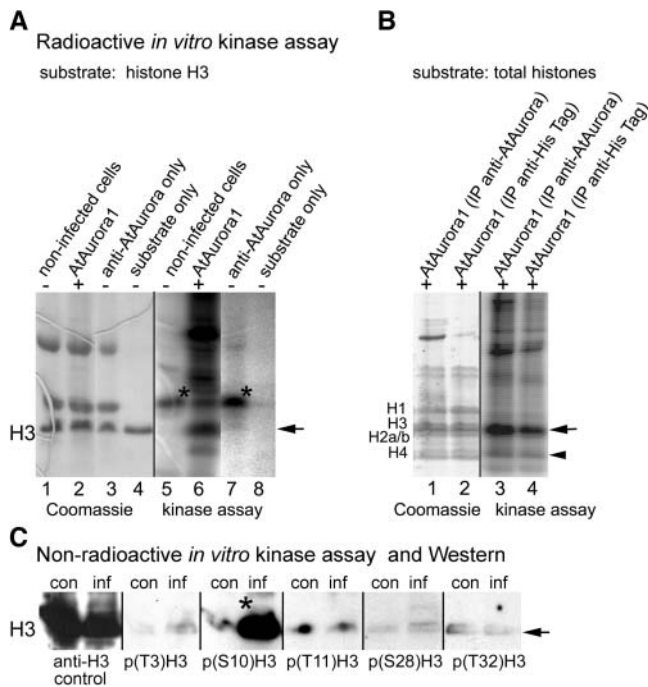 A
Radioactive in vitro kinase assay
substrate: histone H3
non-infected cells
AtAurora1
anti-AtAurora only
substrate only
non-infected cells
AtAurora1
anti-AtAurora only
substrate only
- + - - - + - -
* *
H3
1 2 3 4 5 6 7 8
Coomassie kinase assay
B
substrate: total histones
AtAurora1 (IP anti-AtAurora)
AtAurora1 (IP anti-His Tag)
AtAurora1 (IP anti-AtAurora)
AtAurora1 (IP anti-His Tag)
+ + + +
H1
H3
H2a/b
H4
1 2 3 4
Coomassie kinase assay
C
Non-radioactive in vitro kinase assay and Western
con inf con inf con inf con inf con inf con inf
*
H3
anti-H3 control
p(T3)H3 p(S10)H3 p(T11)H3 p(S28)H3 p(T32)H3